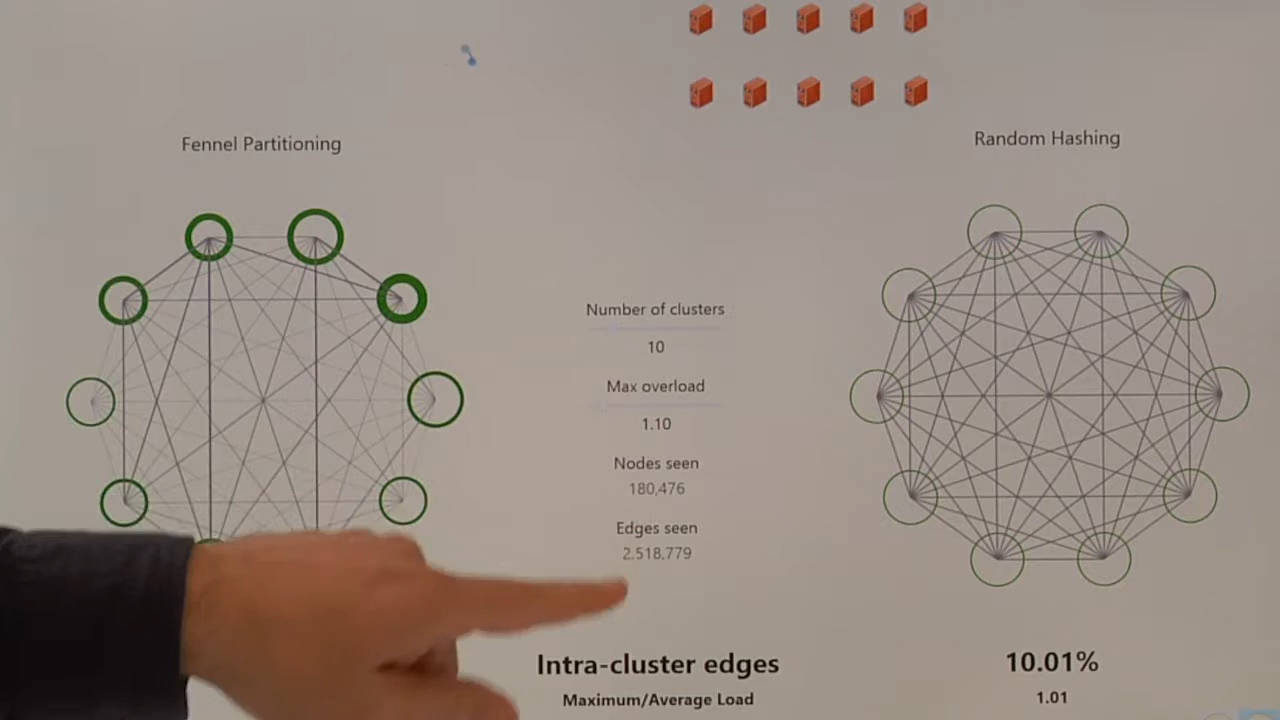 Fennel Partitioning
Random Hashing
Number of clusters
10
Max overload
1.10
Nodes seen
180,476
Edges seen
2,518,779
Intra-cluster edges
10.01%
Maximum/Average Load
1.01